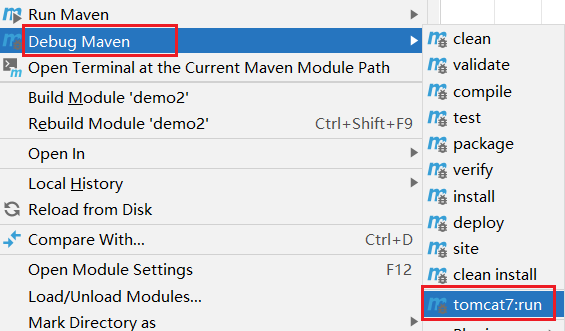 Run Maven
Debug Maven
Open Terminal at the Current Maven Module Path
Build Module 'demo2'
Rebuild Module 'demo2' Ctrl+Shift+F9
Open In
Local History
Reload from Disk
Compare With... Ctrl+D
Open Module Settings F12
Load/Unload Modules...
Mark Directory as
clean
validate
compile
test
package
verify
install
deploy
site
clean install
tomcat7:run